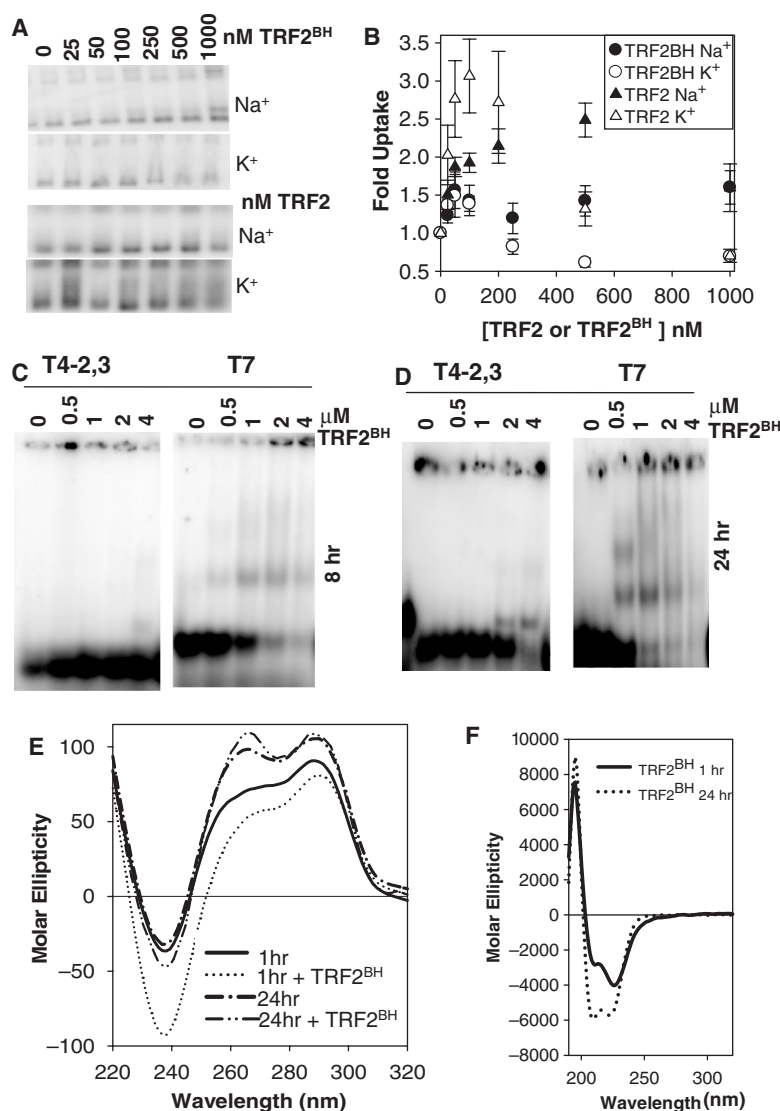 A
0 25 50 100 250 500 1000 nM TRF2BH
Na+
K+
nM TRF2
Na+
K+
B
3.5
3.0
2.5
2.0
1.5
1.0
0.5
Fold Uptake
TRF2BH Na+
TRF2BH K+
TRF2 Na+
TRF2 K+
0 200 400 600 800 1000
[TRF2 or TRF2BH ] nM
C
T4-2,3 T7
0 0.5 1 2 4 0 0.5 1 2 4 μM
TRF2BH
8 hr
D
T4-2,3 T7
0 0.5 1 2 4 0 0.5 1 2 4 μM
TRF2BH
24 hr
E
100
50
0
−50
−100
Molar Ellipticity
1hr
1hr + TRF2BH
24hr
24hr + TRF2BH
220 240 260 280 300 320
Wavelength (nm)
F
10000
8000
6000
4000
2000
0
−2000
−4000
−6000
−8000
Molar Ellipticity
TRF2BH 1 hr
TRF2BH 24 hr
200 250 300
Wavelength (nm)